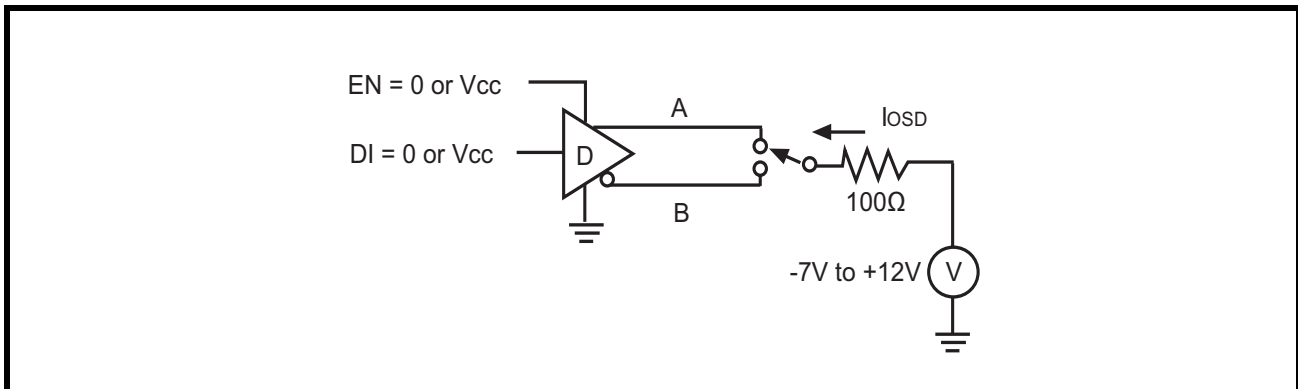 EN = 0 or Vcc
A
IOSD
DI = 0 or Vcc
D
100Ω
B
-7V to +12V
V